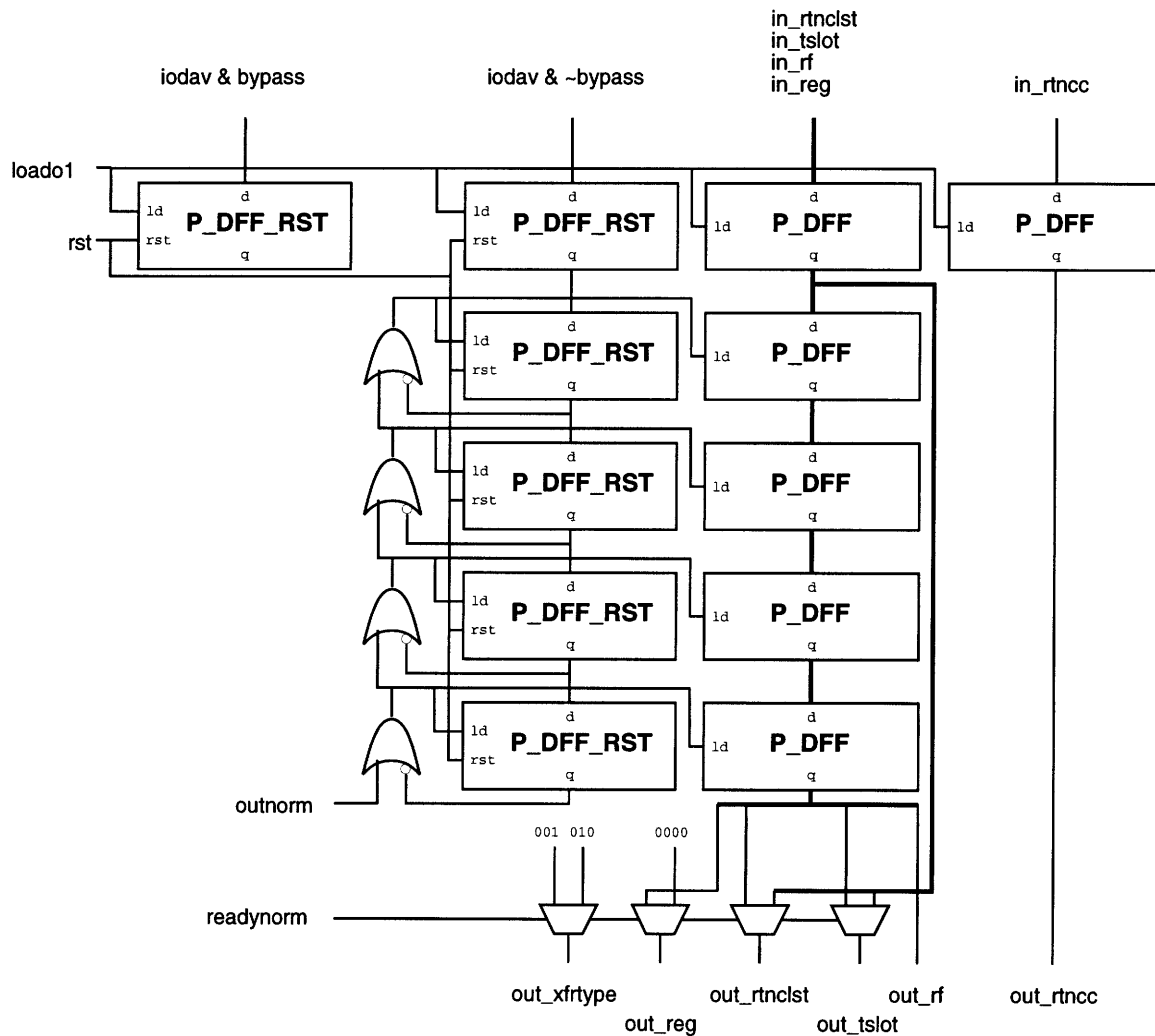 in_rtnclst
in_tslot
in_rf
in_reg
iodav & bypass
iodav & ~bypass
in_rtncc
loado1
d
d
d
d
ld
P_DFF_RST
ld
P_DFF_RST
ld
P_DFF
ld
P_DFF
rst
rst
rst
q
q
q
q
d
d
ld
P_DFF_RST
ld
P_DFF
rst
q
q
d
d
ld
P_DFF_RST
ld
P_DFF
rst
q
q
d
d
ld
P_DFF_RST
ld
P_DFF
rst
q
q
d
d
ld
P_DFF_RST
ld
P_DFF
rst
q
q
outnorm
001 010
0000
readynorm
out_xfrtype
out_rtnclst
out_rf
out_rtncc
out_reg
out_tslot